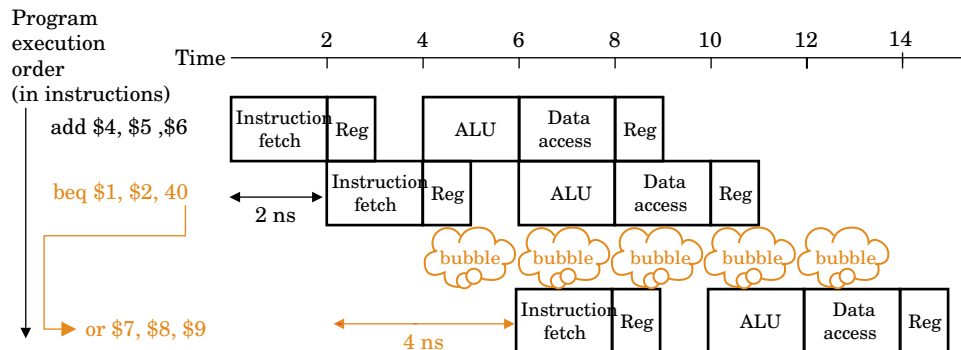 Program
execution
order
(in instructions)
Time
2 4 6 8 10 12 14
add $4, $5 ,$6
Instruction
fetch
Reg
ALU
Data
access
Reg
beq $1, $2, 40
2 ns
Instruction
fetch
Reg
ALU
Data
access
Reg
bubble bubble bubble bubble bubble
or $7, $8, $9
4 ns
Instruction
fetch
Reg
ALU
Data
access
Reg